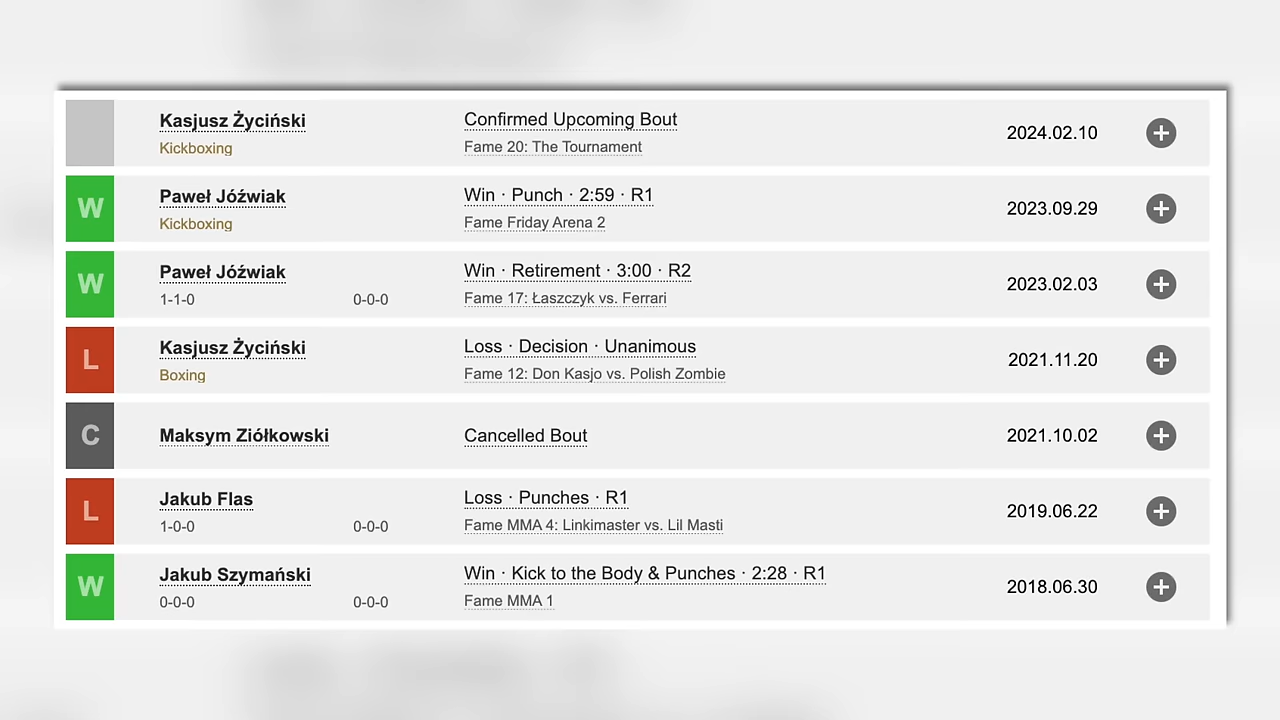 Kasjusz Życiński
Confirmed Upcoming Bout
2024.02.10
Kickboxing
Fame 20: The Tournament
W
Paweł Jóźwiak
Win · Punch · 2:59 · R1
2023.09.29
Kickboxing
Fame Friday Arena 2
W
Paweł Jóźwiak
Win · Retirement · 3:00 · R2
2023.02.03
1-1-0
0-0-0
Fame 17: Łaszczyk vs. Ferrari
L
Kasjusz Życiński
Loss · Decision · Unanimous
2021.11.20
Boxing
Fame 12: Don Kasjo vs. Polish Zombie
C
Maksym Ziółkowski
Cancelled Bout
2021.10.02
L
Jakub Flas
Loss · Punches · R1
2019.06.22
1-0-0
0-0-0
Fame MMA 4: Linkimaster vs. Lil Masti
W
Jakub Szymański
Win · Kick to the Body & Punches · 2:28 · R1
2018.06.30
0-0-0
0-0-0
Fame MMA 1